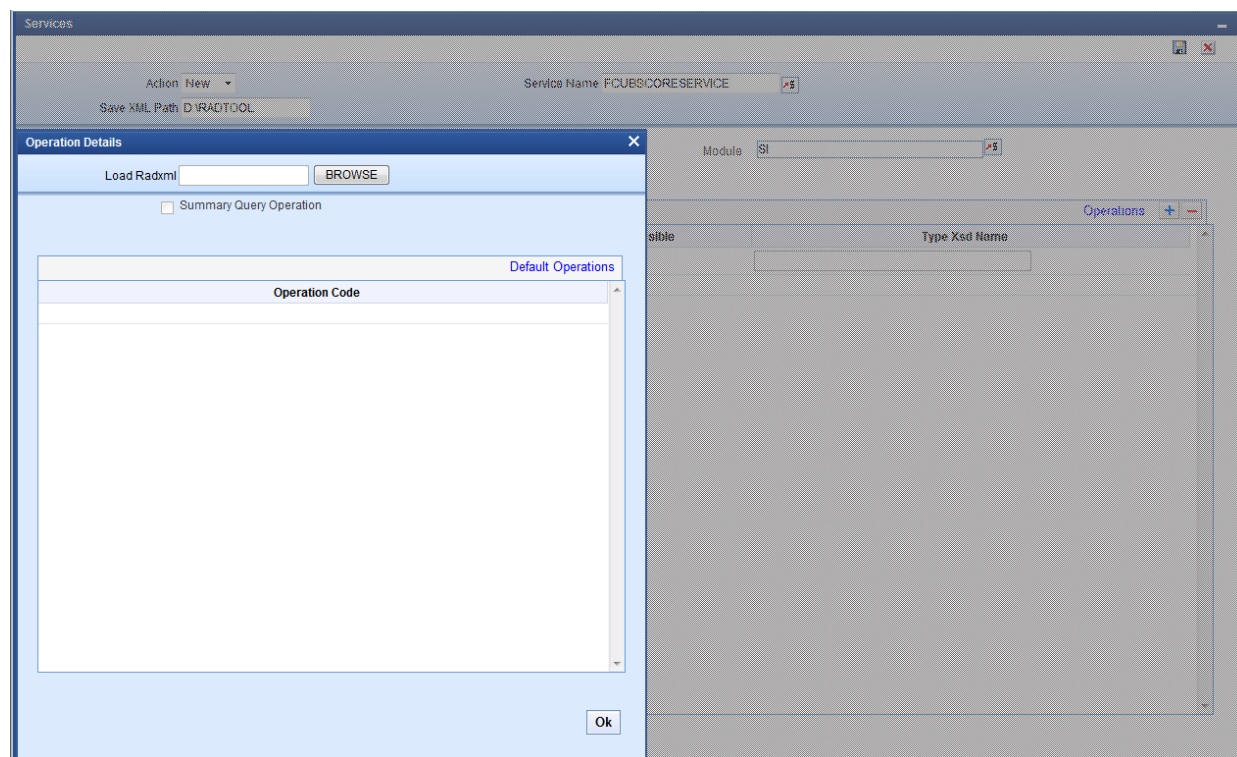 Services
Action New
Service Name FCUBSCORESERVICE
Save XML Path D:\RADTOOL
Operation Details
Module SI
Load Radxml BROWSE
Summary Query Operation
Operations
sible Type Xsd Name
Default Operations
Operation Code
Ok